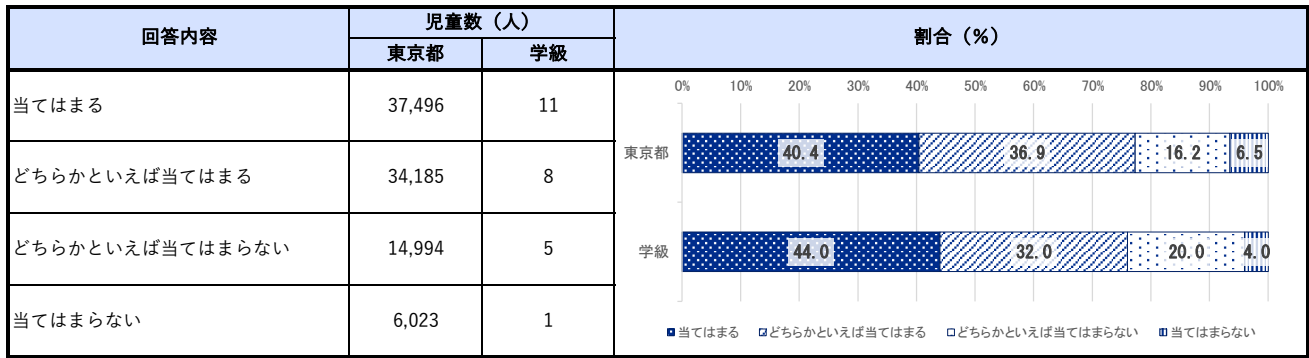 回答内容 児童数（人） 割合（%）
東京都 学級
当てはまる 37,496 11
どちらかといえば当てはまる 34,185 8
どちらかといえば当てはまらない 14,994 5
当てはまらない 6,023 1
0% 10% 20% 30% 40% 50% 60% 70% 80% 90% 100%
東京都 40.4 36.9 16.2 6.5
学級 44.0 32.0 20.0 4.0
当てはまる どちらかといえば当てはまる どちらかといえば当てはまらない 当てはまらない